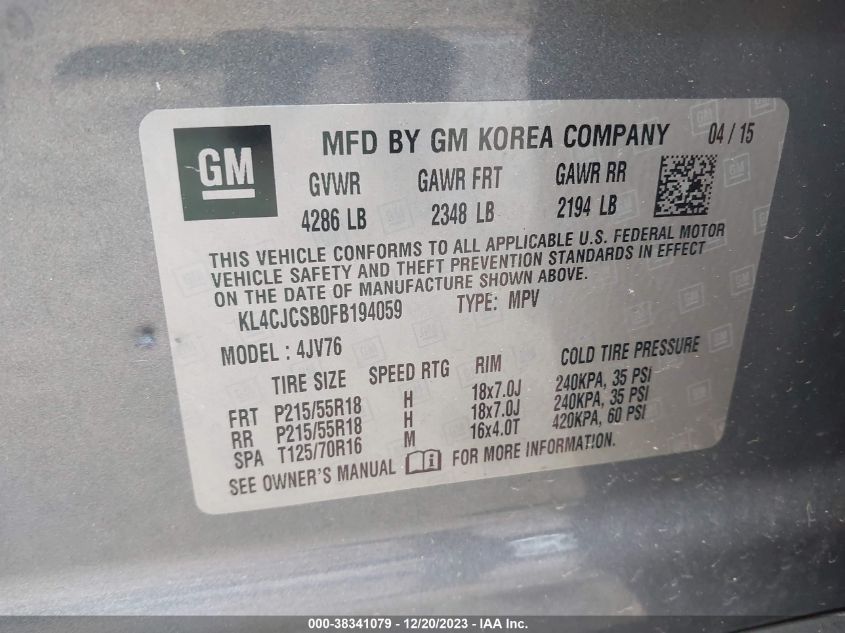 GM
MFD BY GM KOREA COMPANY 04 / 15
GVWR GAWR FRT GAWR RR
4286 LB 2348 LB 2194 LB
THIS VEHICLE CONFORMS TO ALL APPLICABLE U.S. FEDERAL MOTOR
VEHICLE SAFETY AND THEFT PREVENTION STANDARDS IN EFFECT
ON THE DATE OF MANUFACTURE SHOWN ABOVE.
KL4CJCSB0FB194059 TYPE: MPV
MODEL : 4JV76
TIRE SIZE SPEED RTG RIM COLD TIRE PRESSURE
FRT P215/55R18 H 18x7.0J 240KPA, 35 PSI
RR P215/55R18 H 18x7.0J 240KPA, 35 PSI
SPA T125/70R16 M 16x4.0T 420KPA, 60 PSI
SEE OWNER'S MANUAL FOR MORE INFORMATION.
000-38341079 — 12/20/2023 — IAA Inc.